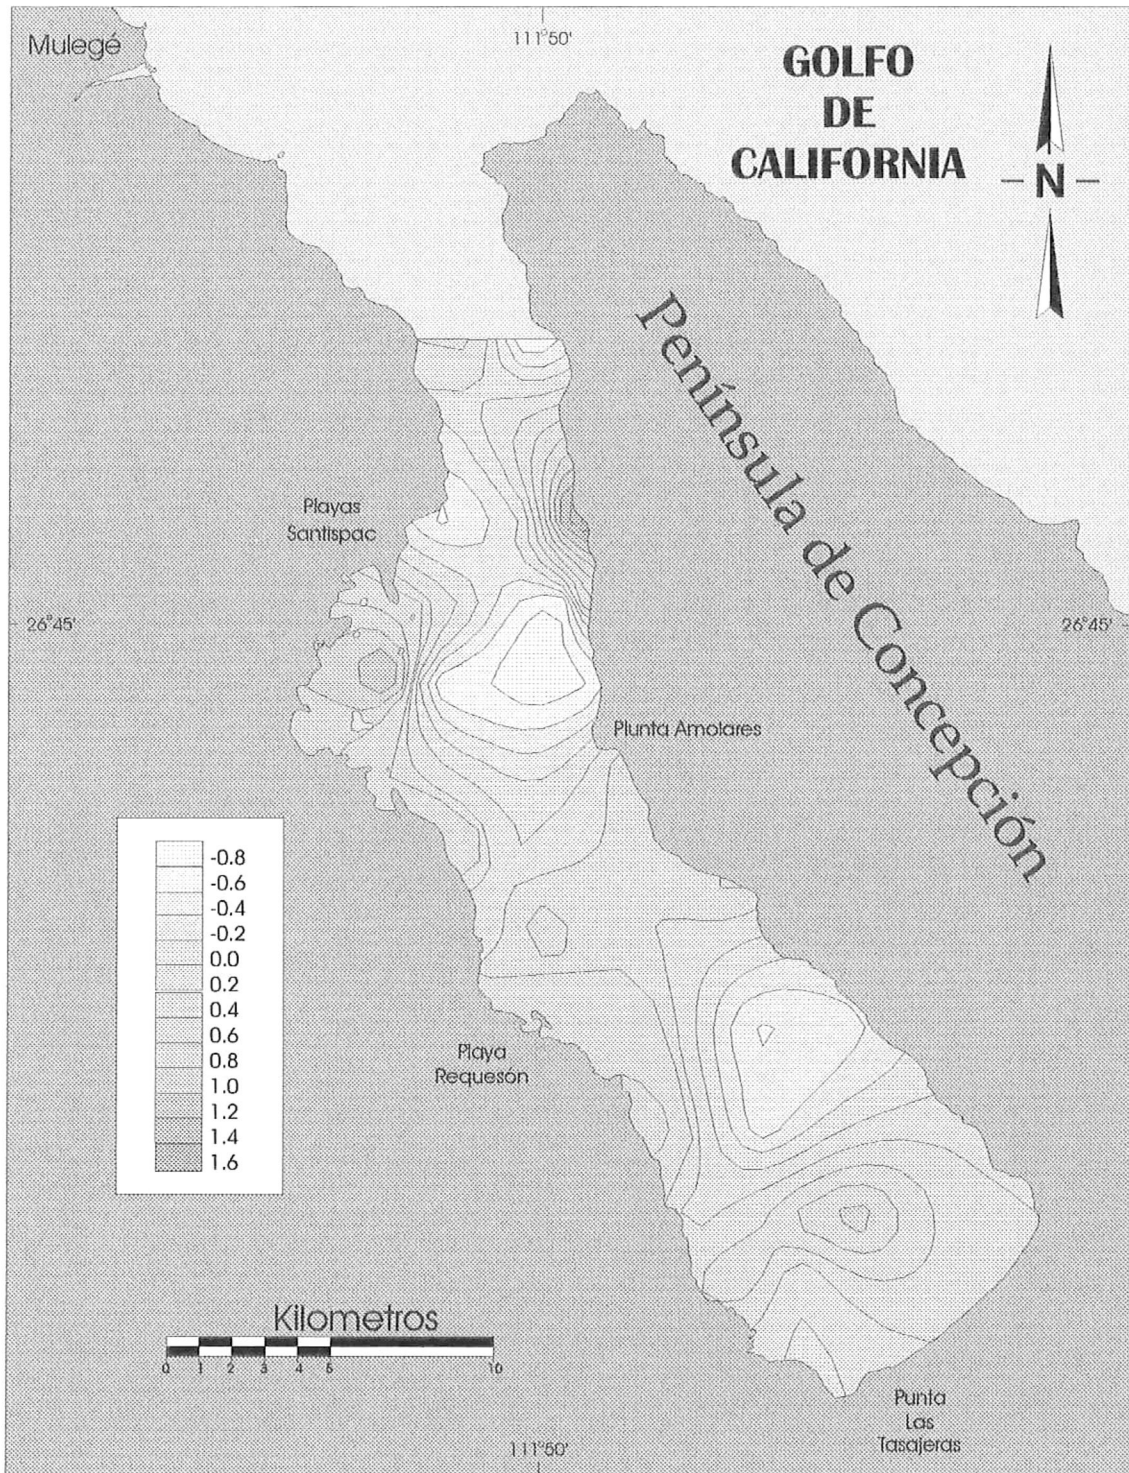 Mulegé
111°50'
GOLFO
DE
CALIFORNIA
N
Península de Concepción
Playas
Santispac
26°45'
26°45'
Plunta Amolares
-0.8
-0.6
-0.4
-0.2
0.0
0.2
0.4
0.6
0.8
1.0
1.2
1.4
1.6
Playa
Requesón
Kilometros
0 1 2 3 4 5 10
Punta
Las
Tasajeras
111°50'